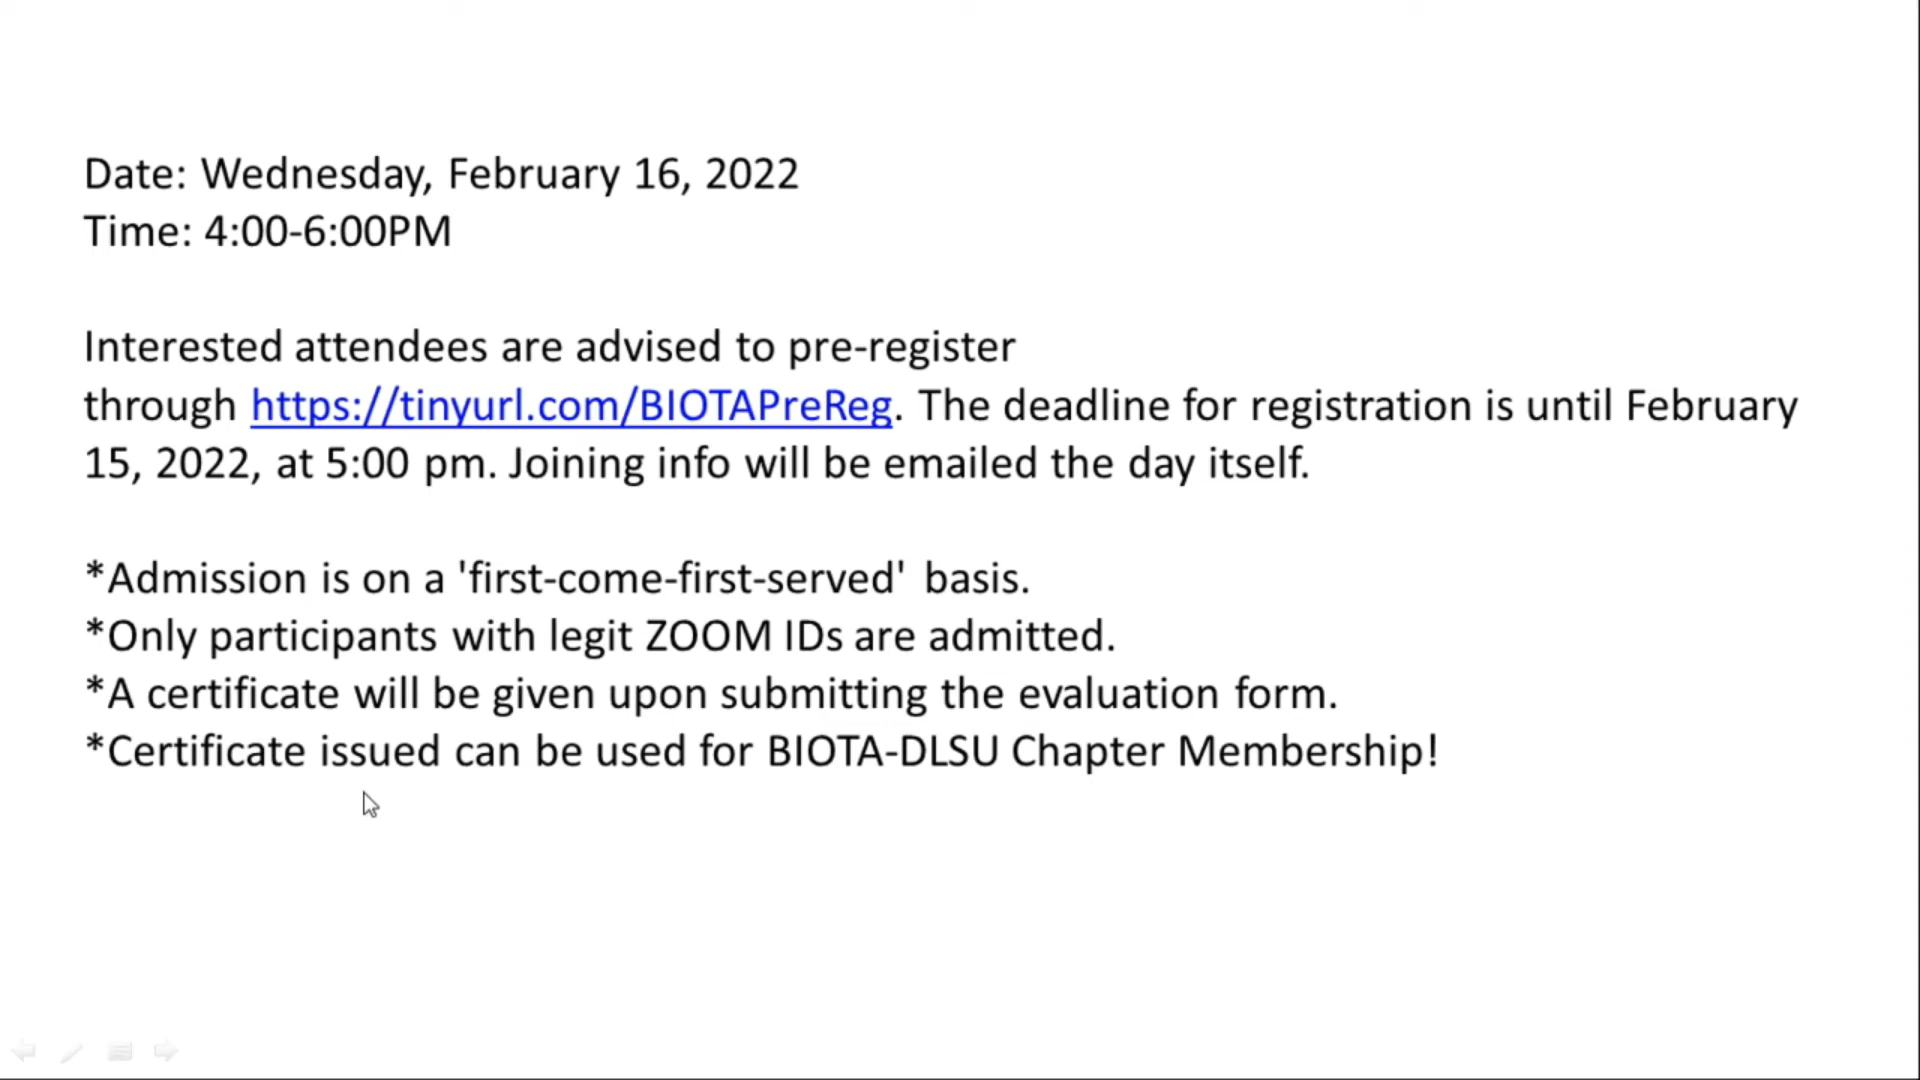 Date: Wednesday, February 16, 2022
Time: 4:00-6:00PM
Interested attendees are advised to pre-register
through https://tinyurl.com/BIOTAPreReg. The deadline for registration is until February
15, 2022, at 5:00 pm. Joining info will be emailed the day itself.
*Admission is on a 'first-come-first-served' basis.
*Only participants with legit ZOOM IDs are admitted.
*A certificate will be given upon submitting the evaluation form.
*Certificate issued can be used for BIOTA-DLSU Chapter Membership!